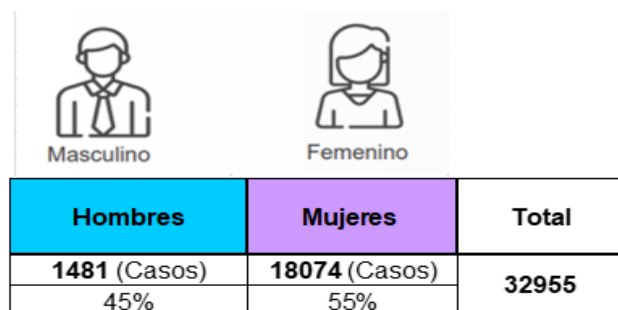 Masculino Femenino
Hombres Mujeres Total
1481 (Casos) 18074 (Casos) 32955
45% 55%